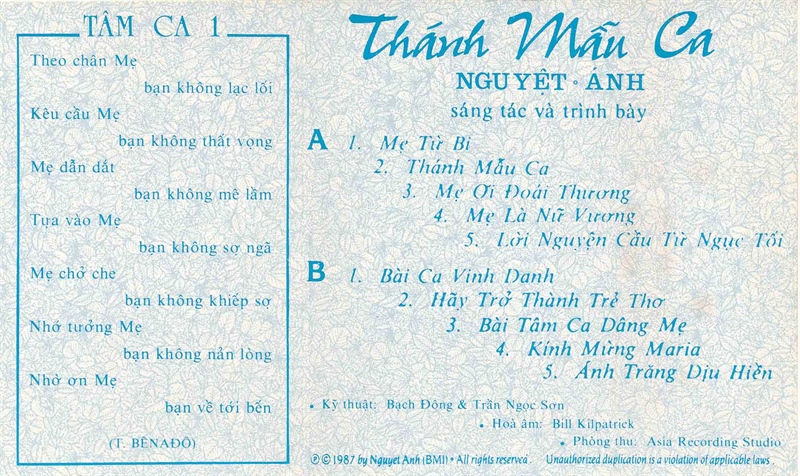 TÂM CA 1
Theo chân Mẹ
bạn không lạc lối
Kêu cầu Mẹ
bạn không thất vọng
Mẹ dẫn dắt
bạn không mê lầm
Tựa vào Mẹ
bạn không sợ ngã
Mẹ chở che
bạn không khiếp sợ
Nhớ tưởng Mẹ
bạn không nản lòng
Nhờ ơn Mẹ
bạn về tới bến
(T. BÊNAĐÔ)
Thánh Mẫu Ca
NGUYỆT • ÁNH
sáng tác và trình bày
A 1. Mẹ Từ Bi
2. Thánh Mẫu Ca
3. Mẹ Ơi Đoái Thương
4. Mẹ Là Nữ Vương
5. Lời Nguyện Cầu Từ Ngục Tối
B 1. Bài Ca Vinh Danh
2. Hãy Trở Thành Trẻ Thơ
3. Bài Tâm Ca Dâng Mẹ
4. Kính Mừng Maria
5. Ánh Trăng Dịu Hiền
• Kỹ thuật: Bạch Đông & Trần Ngọc Sơn
• Hoà âm: Bill Kilpatrick
• Phòng thu: Asia Recording Studio
℗ © 1987 by Nguyet Anh (BMI) • All rights reserved. Unauthorized duplication is a violation of applicable laws.